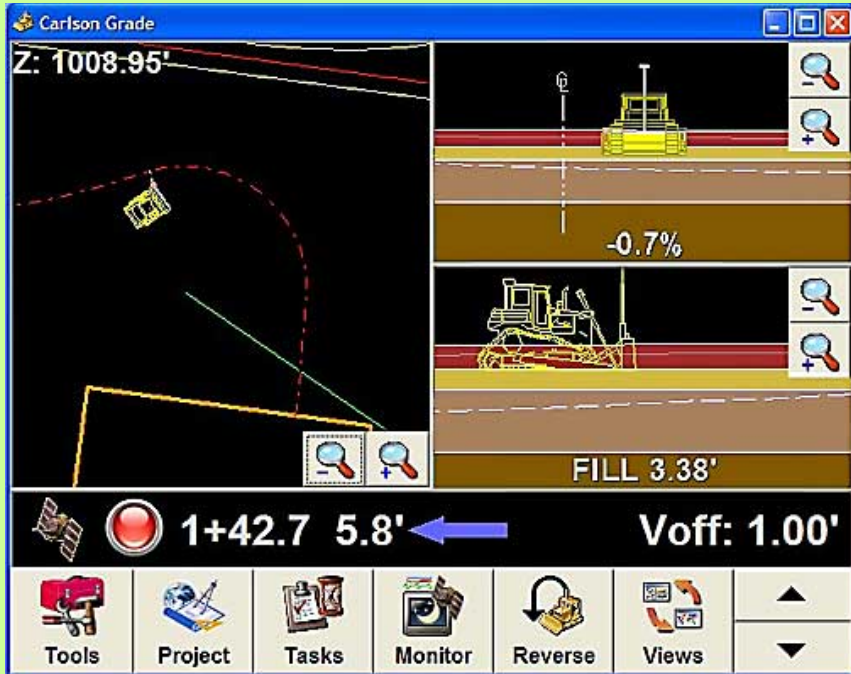 Carlson Grade
Z: 1008.95'
℄
-0.7%
FILL 3.38'
1+42.7 5.8'
Voff: 1.00'
Tools
Project
Tasks
Monitor
Reverse
Views